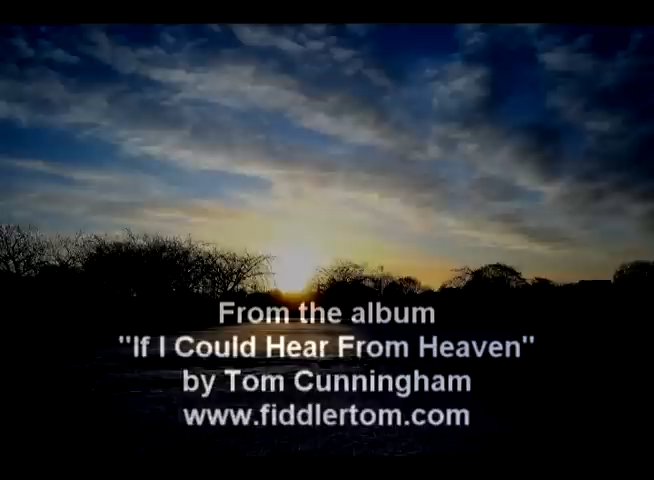 From the album
"If I Could Hear From Heaven"
by Tom Cunningham
www.fiddlertom.com